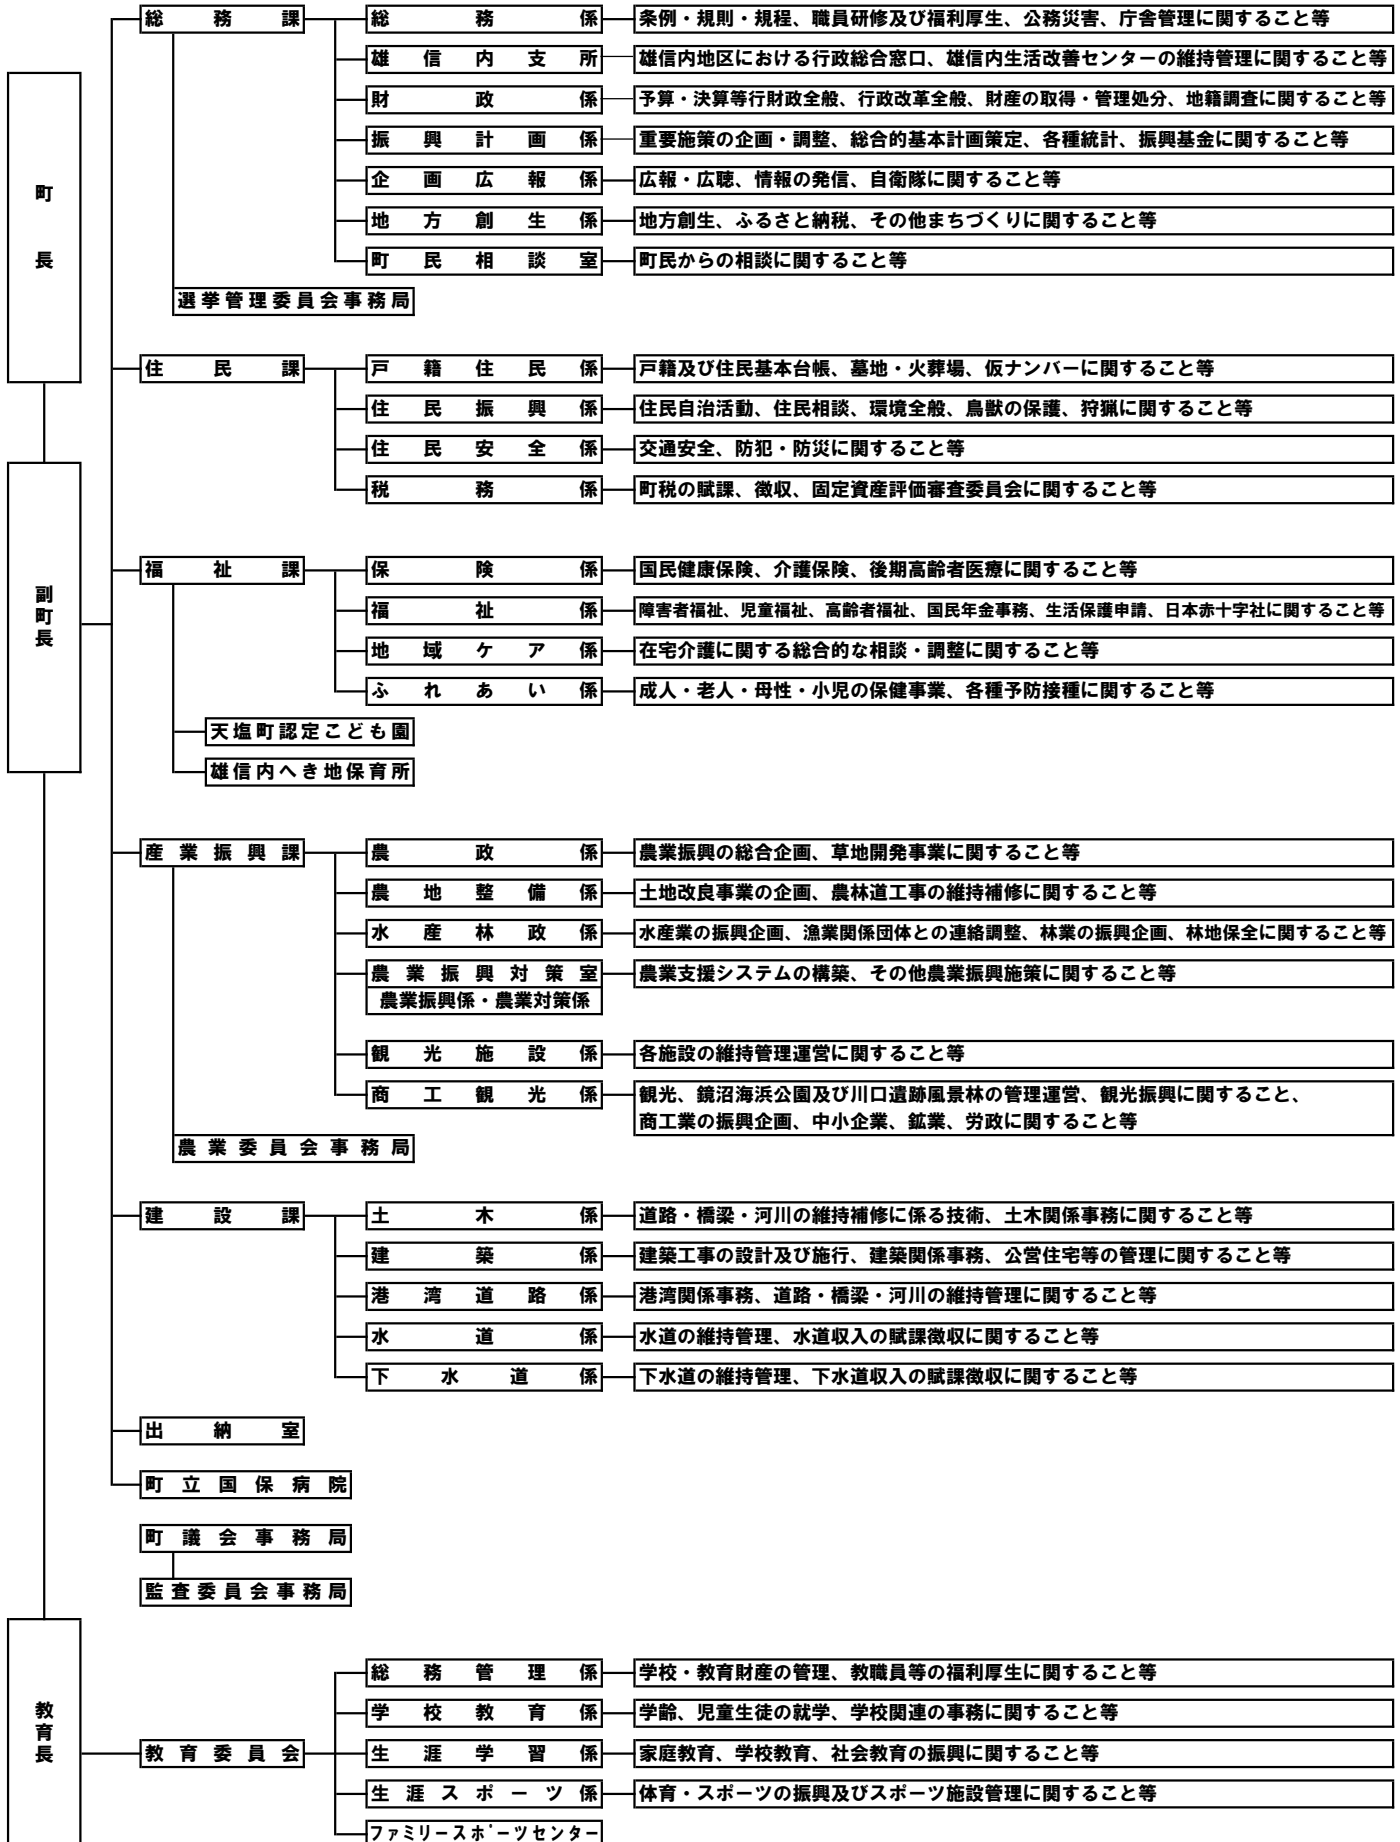 町長
副町長
教育長
総務課
総務係 条例・規則・規程、職員研修及び福利厚生、公務災害、庁舎管理に関すること等
雄信内支所 雄信内地区における行政総合窓口、雄信内生活改善センターの維持管理に関すること等
財政係 予算・決算等行財政全般、行政改革全般、財産の取得・管理処分、地籍調査に関すること等
振興計画係 重要施策の企画・調整、総合的基本計画策定、各種統計、振興基金に関すること等
企画広報係 広報・広聴、情報の発信、自衛隊に関すること等
地方創生係 地方創生、ふるさと納税、その他まちづくりに関すること等
町民相談室 町民からの相談に関すること等
選挙管理委員会事務局
住民課
戸籍住民係 戸籍及び住民基本台帳、墓地・火葬場、仮ナンバーに関すること等
住民振興係 住民自治活動、住民相談、環境全般、鳥獣の保護、狩猟に関すること等
住民安全係 交通安全、防犯・防災に関すること等
税務係 町税の賦課、徴収、固定資産評価審査委員会に関すること等
福祉課
保険係 国民健康保険、介護保険、後期高齢者医療に関すること等
福祉係 障害者福祉、児童福祉、高齢者福祉、国民年金事務、生活保護申請、日本赤十字社に関すること等
地域ケア係 在宅介護に関する総合的な相談・調整に関すること等
ふれあい係 成人・老人・母性・小児の保健事業、各種予防接種に関すること等
天塩町認定こども園
雄信内へき地保育所
産業振興課
農政係 農業振興の総合企画、草地開発事業に関すること等
農地整備係 土地改良事業の企画、農林道工事の維持補修に関すること等
水産林政係 水産業の振興企画、漁業関係団体との連絡調整、林業の振興企画、林地保全に関すること等
農業振興対策室 農業支援システムの構築、その他農業振興施策に関すること等
農業振興係・農業対策係
観光施設係 各施設の維持管理運営に関すること等
商工観光係 観光、鏡沼海浜公園及び川口遺跡風景林の管理運営、観光振興に関すること、
商工業の振興企画、中小企業、鉱業、労政に関すること等
農業委員会事務局
建設課
土木係 道路・橋梁・河川の維持補修に係る技術、土木関係事務に関すること等
建築係 建築工事の設計及び施行、建築関係事務、公営住宅等の管理に関すること等
港湾道路係 港湾関係事務、道路・橋梁・河川の維持管理に関すること等
水道係 水道の維持管理、水道収入の賦課徴収に関すること等
下水道係 下水道の維持管理、下水道収入の賦課徴収に関すること等
出納室
町立国保病院
町議会事務局
監査委員会事務局
教育委員会
総務管理係 学校・教育財産の管理、教職員等の福利厚生に関すること等
学校教育係 学齢、児童生徒の就学、学校関連の事務に関すること等
生涯学習係 家庭教育、学校教育、社会教育の振興に関すること等
生涯スポーツ係 体育・スポーツの振興及びスポーツ施設管理に関すること等
ファミリースポーツセンター